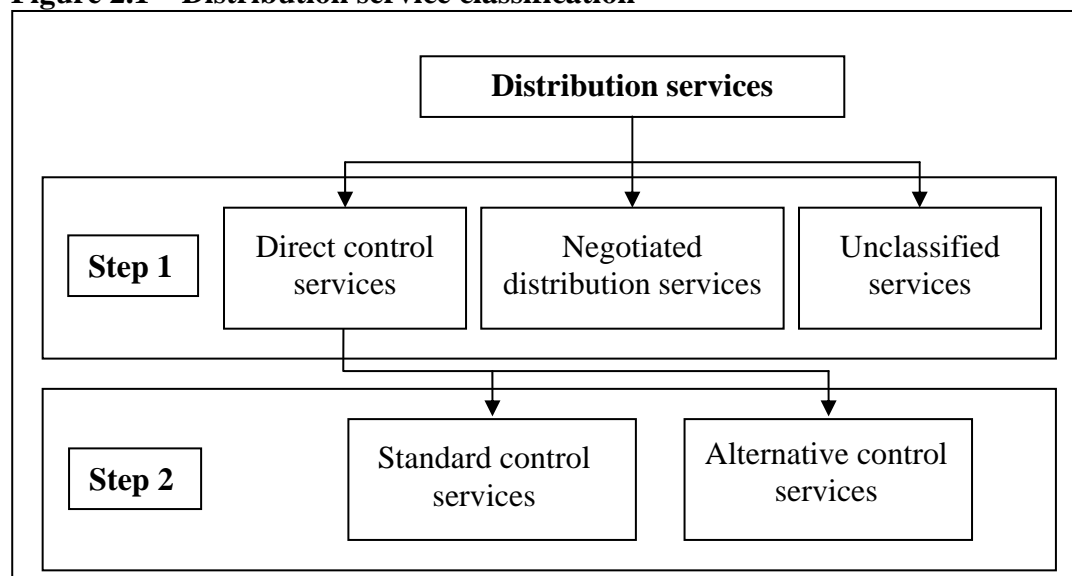 Figure 2.1 Distribution service classification
Distribution services
Step 1
Direct control
services
Negotiated
distribution services
Unclassified
services
Step 2
Standard control
services
Alternative control
services